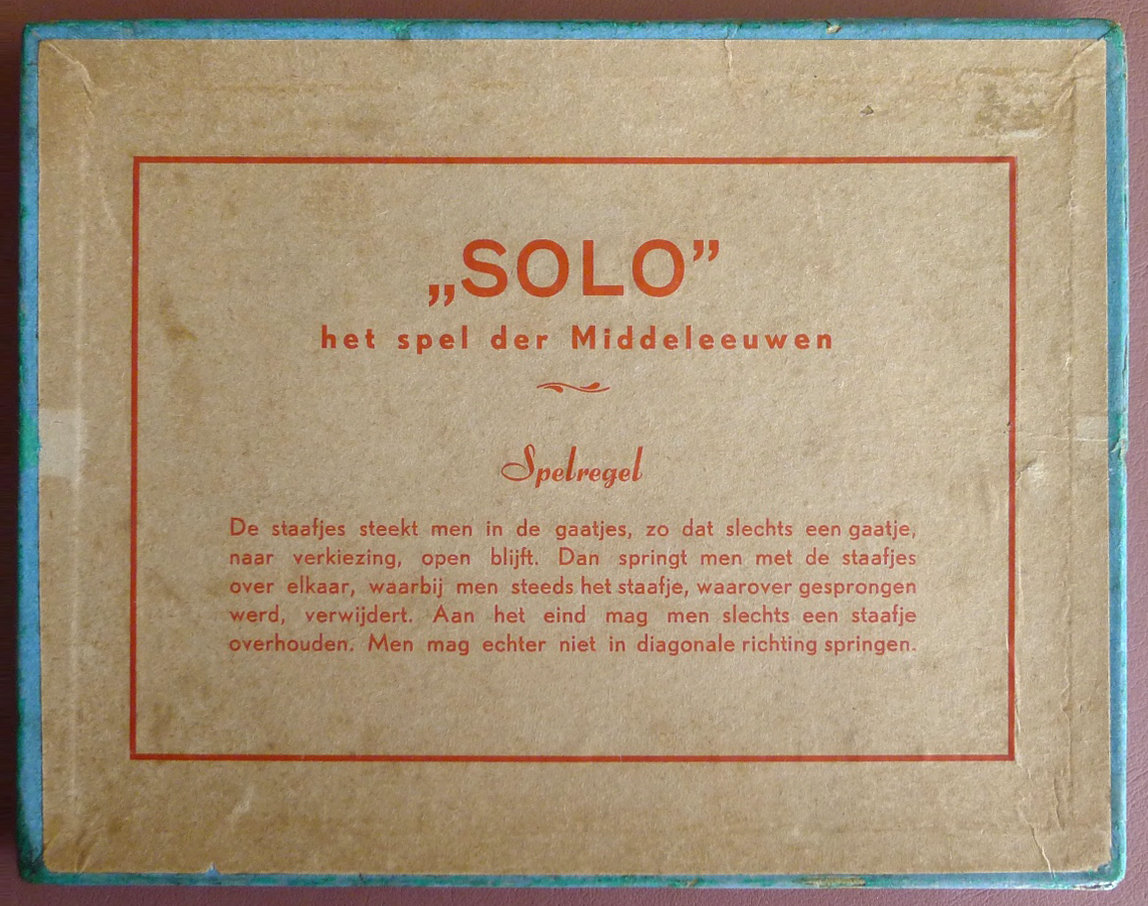 „SOLO”
het spel der Middeleeuwen
Spelregel
De staafjes steekt men in de gaatjes, zo dat slechts een gaatje,
naar verkiezing, open blijft. Dan springt men met de staafjes
over elkaar, waarbij men steeds het staafje, waarover gesprongen
werd, verwijdert. Aan het eind mag men slechts een staafje
overhouden. Men mag echter niet in diagonale richting springen.